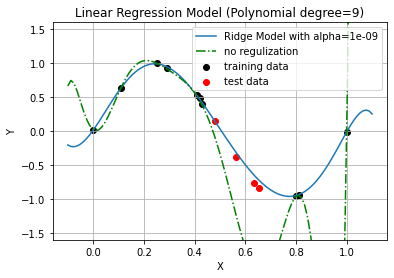 Linear Regression Model (Polynomial degree=9)
Ridge Model with alpha=1e-09
no regulization
training data
test data
1.5
1.0
0.5
0.0
−0.5
−1.0
−1.5
Y
0.0 0.2 0.4 0.6 0.8 1.0
X